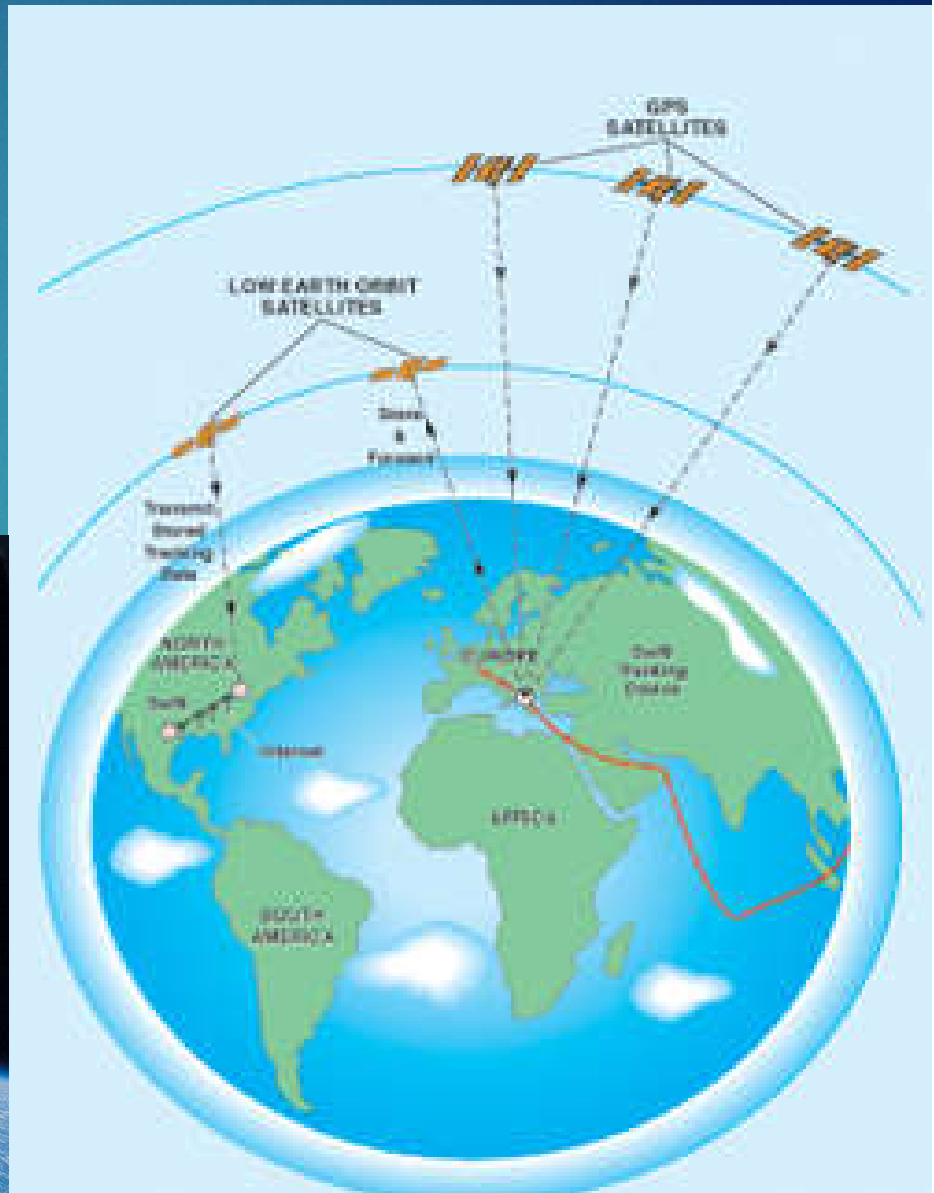 GPS
SATELLITES
LOW EARTH ORBIT
SATELLITES
Store
&
Forward
Transmit
Stored
Tracking
Data
NORTH
AMERICA
EUROPE
Tracking
Internet
AFRICA
SOUTH
AMERICA